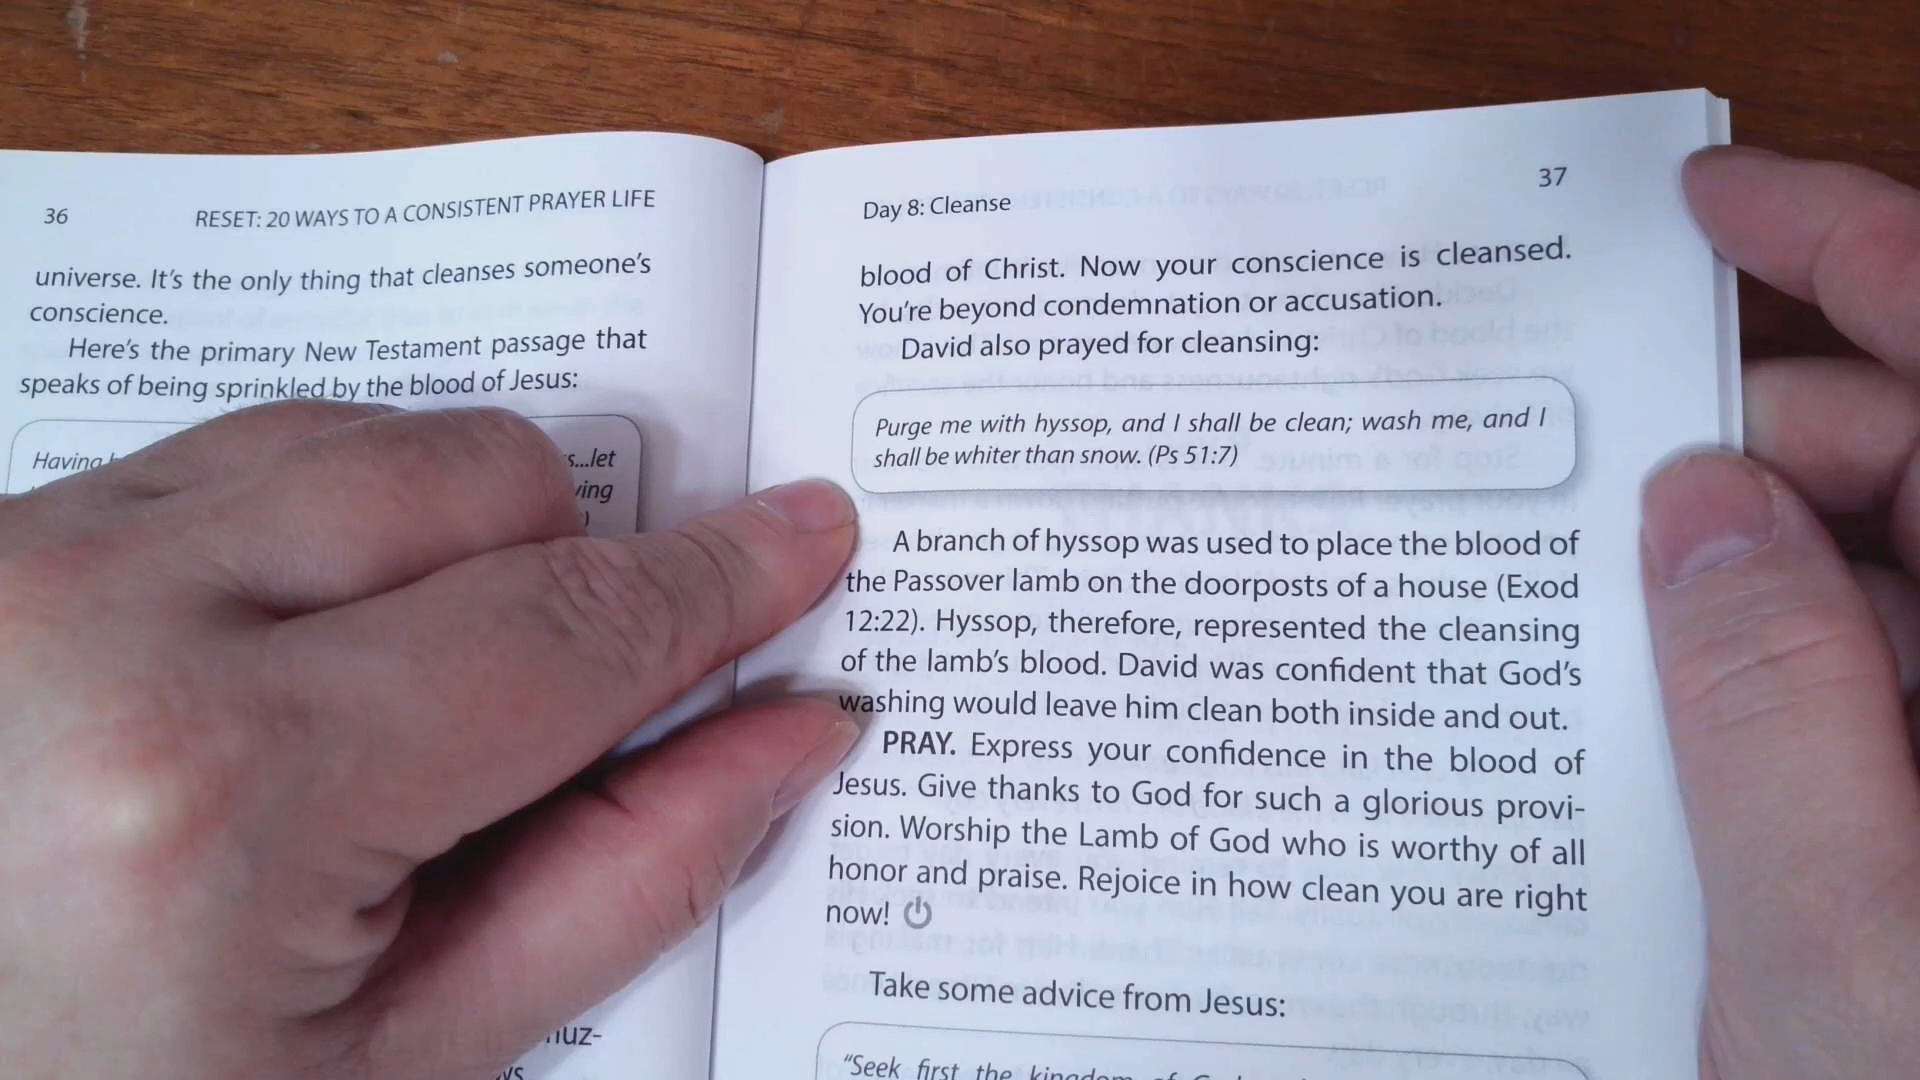 36
RESET: 20 WAYS TO A CONSISTENT PRAYER LIFE
universe. It's the only thing that cleanses someone's
conscience.
Here's the primary New Testament passage that
speaks of being sprinkled by the blood of Jesus:
Having
s...let
)
Day 8: Cleanse
37
blood of Christ. Now your conscience is cleansed.
You're beyond condemnation or accusation.
David also prayed for cleansing:
Purge me with hyssop, and I shall be clean; wash me, and I
shall be whiter than snow. (Ps 51:7)
A branch of hyssop was used to place the blood of
the Passover lamb on the doorposts of a house (Exod
12:22). Hyssop, therefore, represented the cleansing
of the lamb's blood. David was confident that God's
washing would leave him clean both inside and out.
PRAY. Express your confidence in the blood of
Jesus. Give thanks to God for such a glorious provi-
sion. Worship the Lamb of God who is worthy of all
honor and praise. Rejoice in how clean you are right
now!
Take some advice from Jesus:
"Seek first the kingdom of